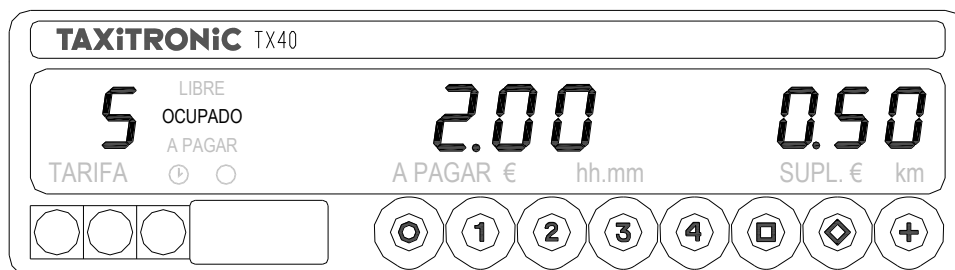 TAXiTRONiC TX40
LIBRE
5 OCUPADO 2.00 0.50
A PAGAR
TARIFA A PAGAR € hh.mm SUPL. € km
1 2 3 4 +